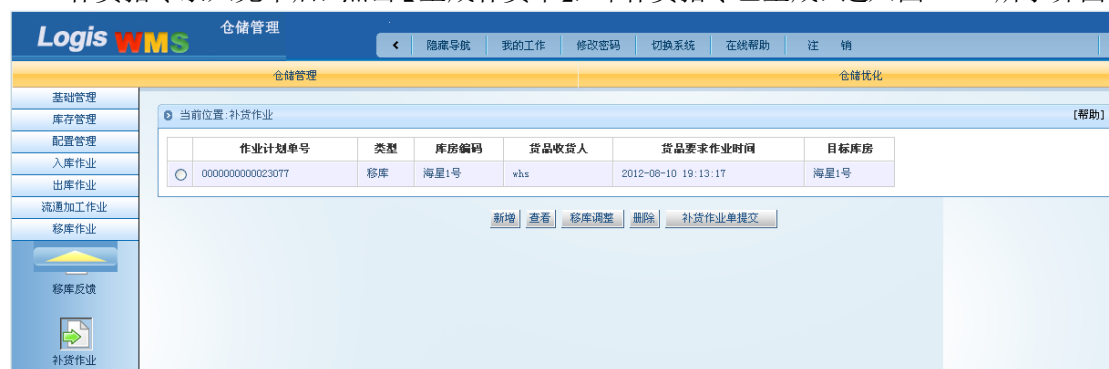 Logis WMS
仓储管理
隐藏导航 我的工作 修改密码 切换系统 在线帮助 注 销
仓储管理 仓储优化
基础管理
库存管理
配置管理
入库作业
出库作业
流通加工作业
移库作业
移库反馈
补货作业
当前位置:补货作业 [帮助]
作业计划单号 类型 库房编码 货品收货人 货品要求作业时间 目标库房
0000000000023077 移库 海星1号 whs 2012-08-10 19:13:17 海星1号
新增 查看 移库调整 删除 补货作业单提交